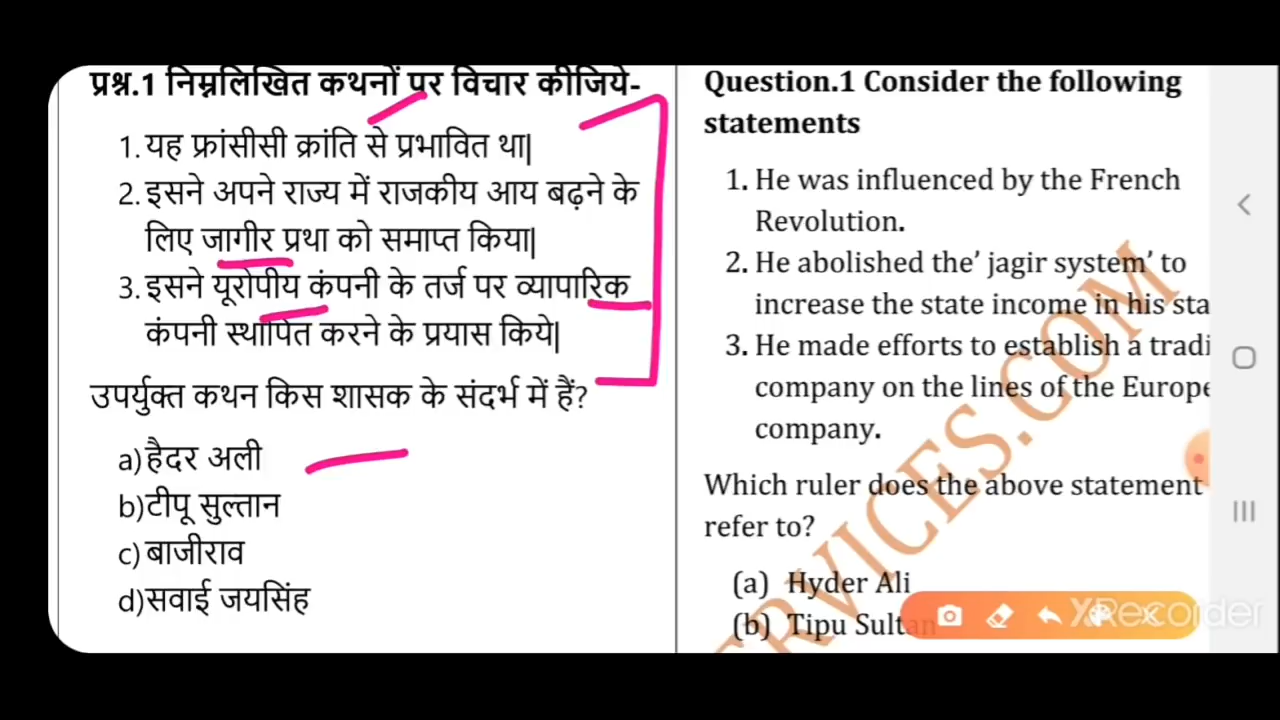 प्रश्न.1 निम्नलिखित कथनों पर विचार कीजिये-
1. यह फ्रांसीसी क्रांति से प्रभावित था|
2. इसने अपने राज्य में राजकीय आय बढ़ने के
लिए जागीर प्रथा को समाप्त किया|
3. इसने यूरोपीय कंपनी के तर्ज पर व्यापारिक
कंपनी स्थापित करने के प्रयास किये|
उपर्युक्त कथन किस शासक के संदर्भ में हैं?
a) हैदर अली
b) टीपू सुल्तान
c) बाजीराव
d) सवाई जयसिंह
Question.1 Consider the following
statements
1. He was influenced by the French
Revolution.
2. He abolished the' jagir system' to
increase the state income in his sta
3. He made efforts to establish a tradi
company on the lines of the Europe
company.
Which ruler does the above statement
refer to?
(a) Hyder Ali
(b) Tipu Sultan
ERVICES.COM
XRecorder